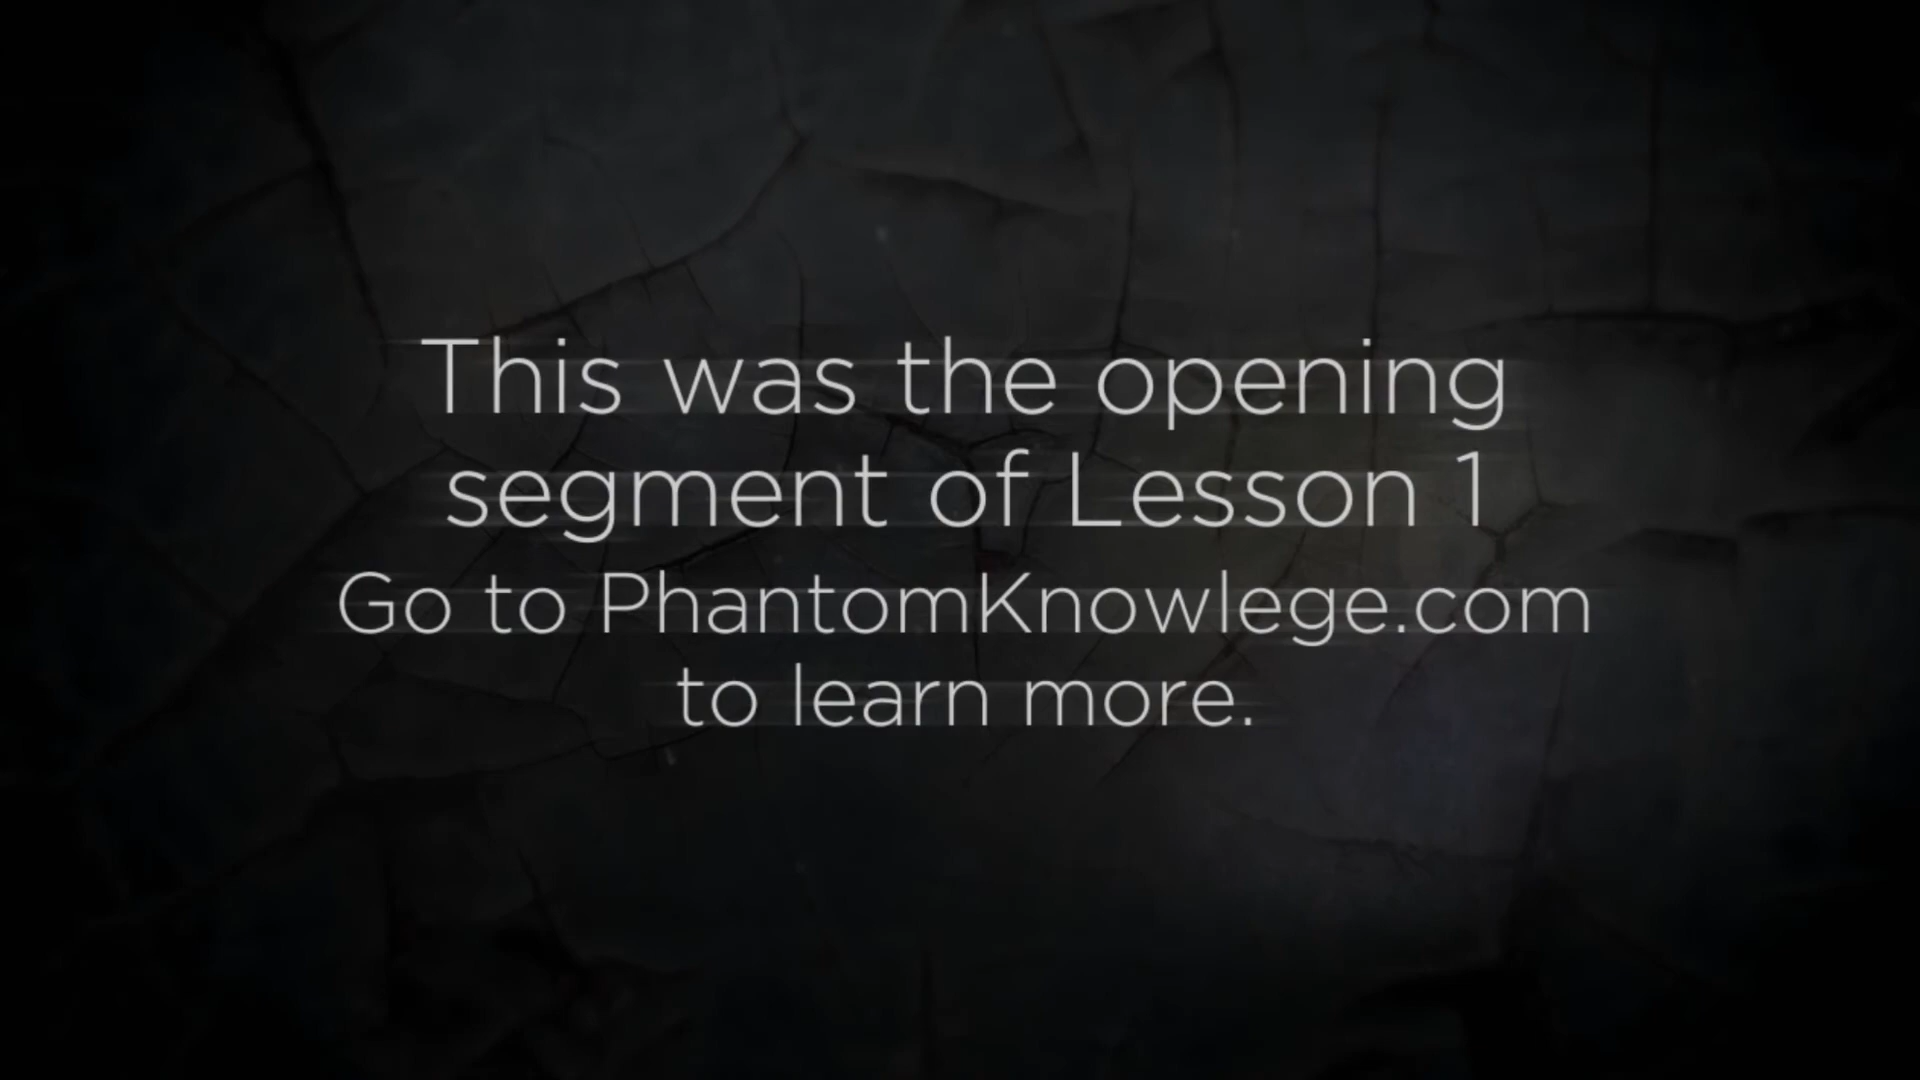 This was the opening
segment of Lesson 1
Go to PhantomKnowlege.com
to learn more.